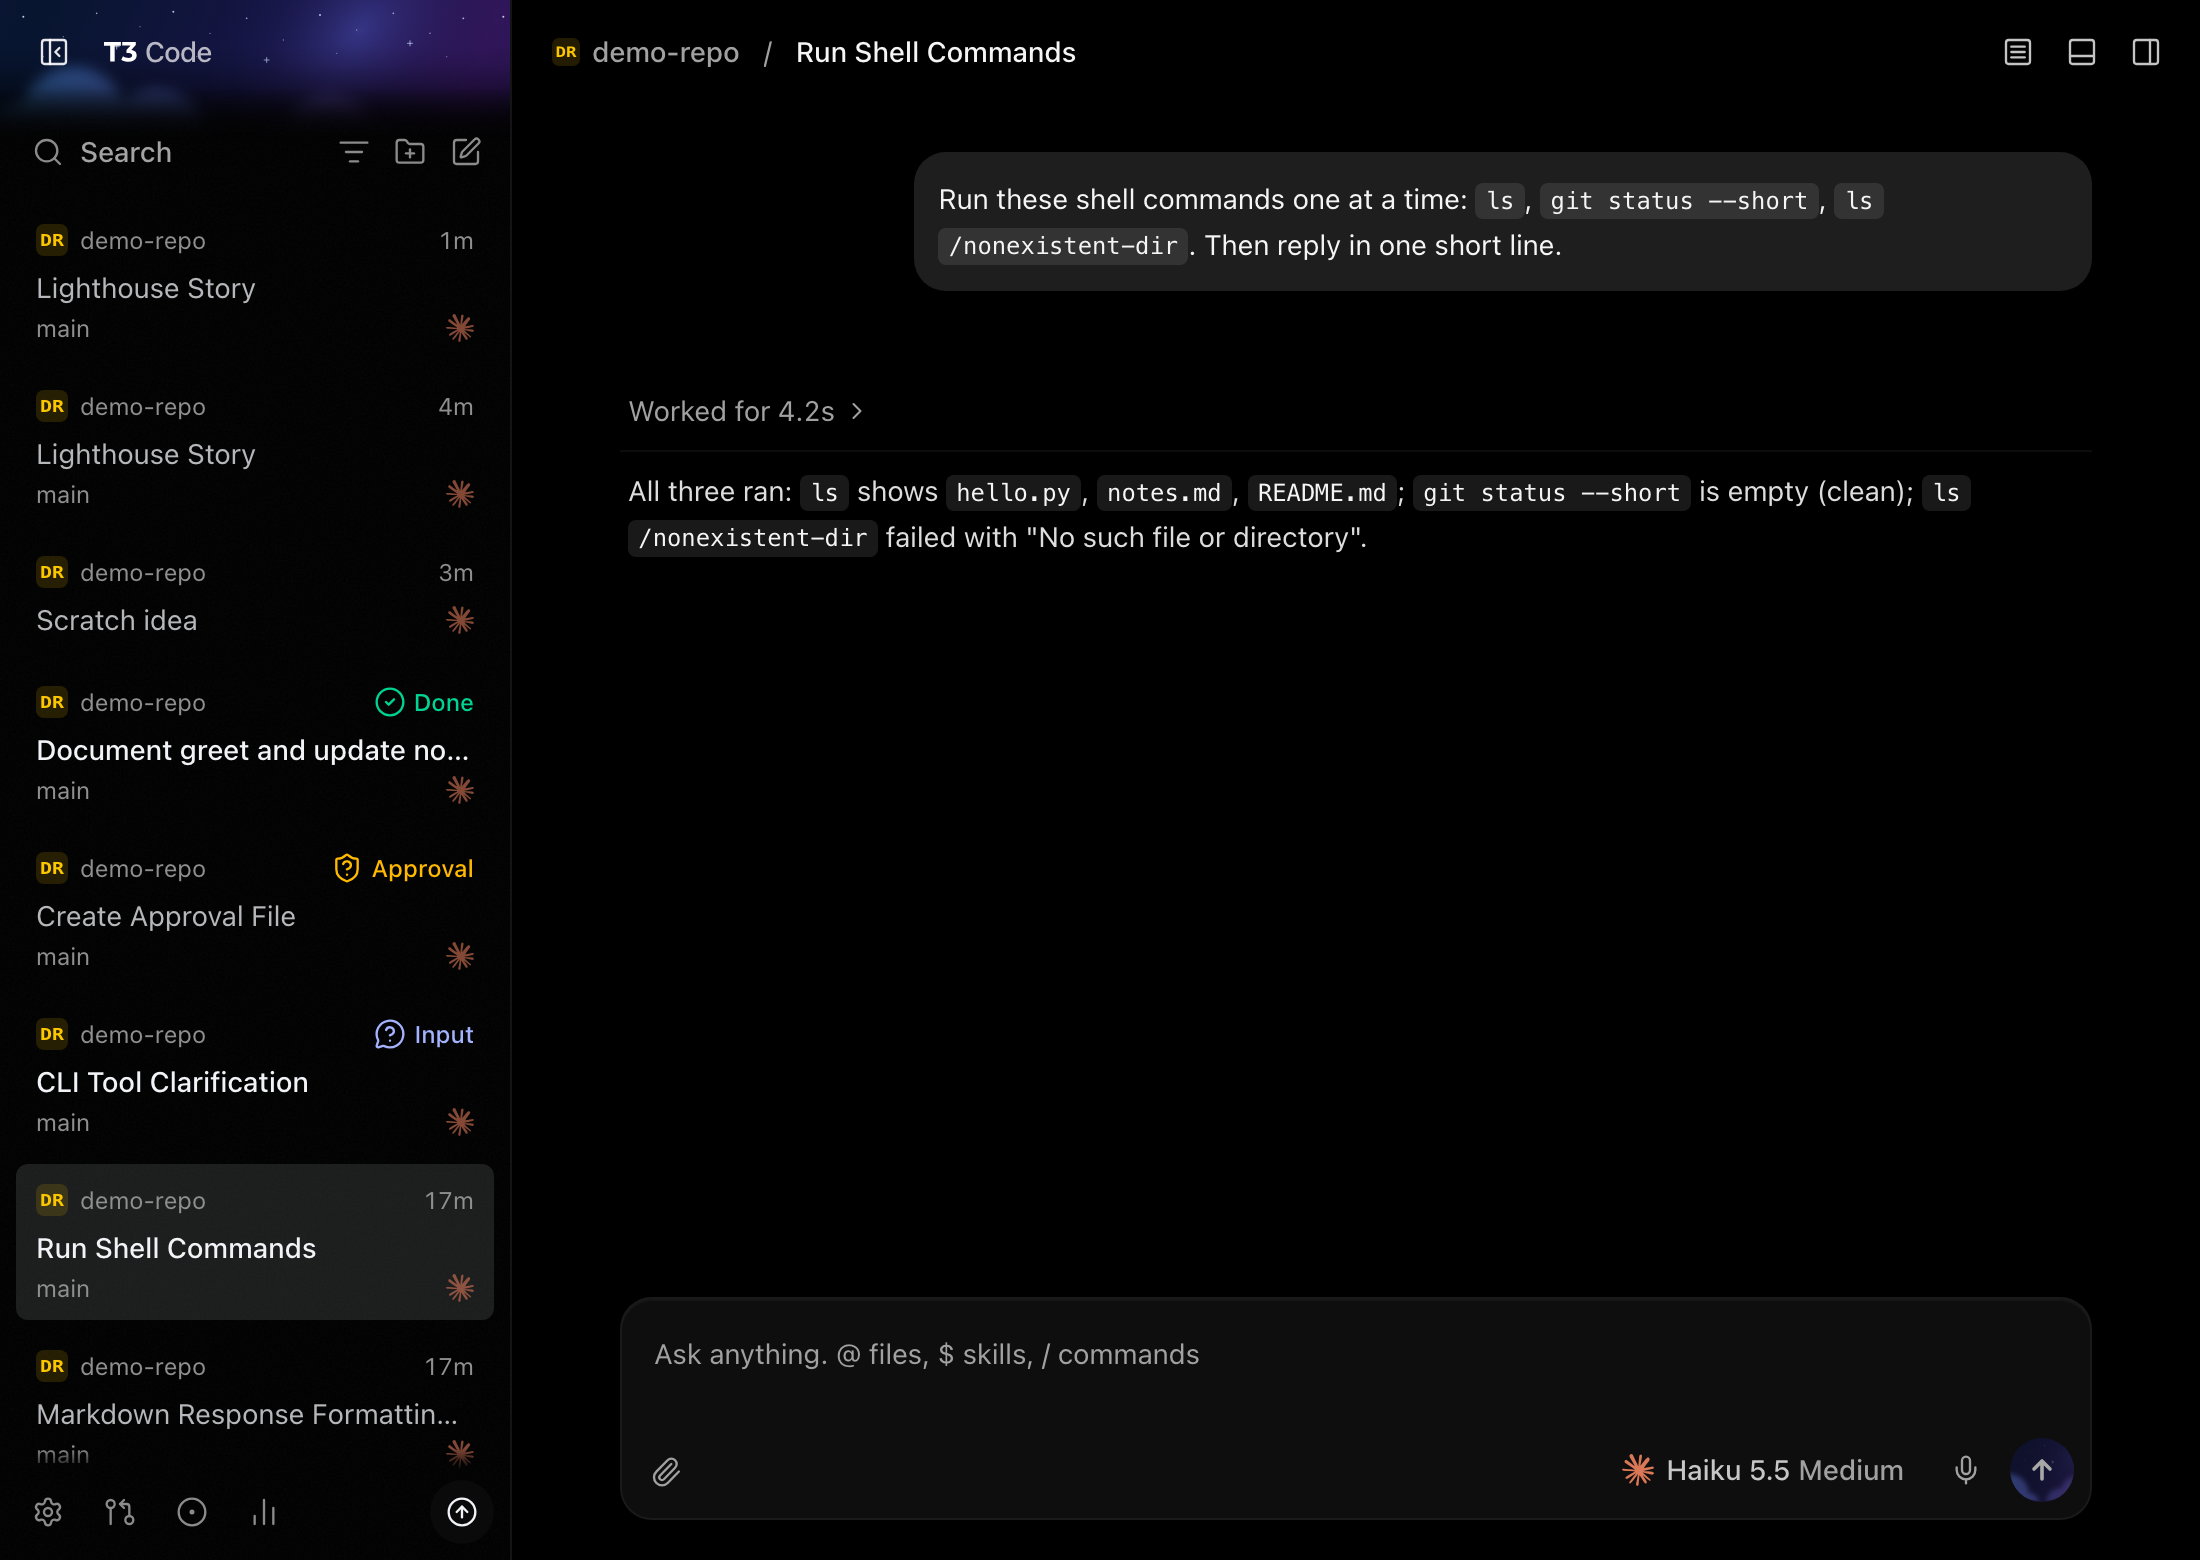 T3 Code
Search
DR demo-repo 1m
Lighthouse Story
main
DR demo-repo 4m
Lighthouse Story
main
DR demo-repo 3m
Scratch idea
DR demo-repo Done
Document greet and update no...
main
DR demo-repo Approval
Create Approval File
main
DR demo-repo Input
CLI Tool Clarification
main
DR demo-repo 17m
Run Shell Commands
main
DR demo-repo 17m
Markdown Response Formattin...
main
DR demo-repo / Run Shell Commands
Run these shell commands one at a time: ls, git status --short, ls
/nonexistent-dir. Then reply in one short line.
Worked for 4.2s
All three ran: ls shows hello.py, notes.md, README.md; git status --short is empty (clean); ls
/nonexistent-dir failed with "No such file or directory".
Ask anything. @ files, $ skills, / commands
Haiku 5.5 Medium